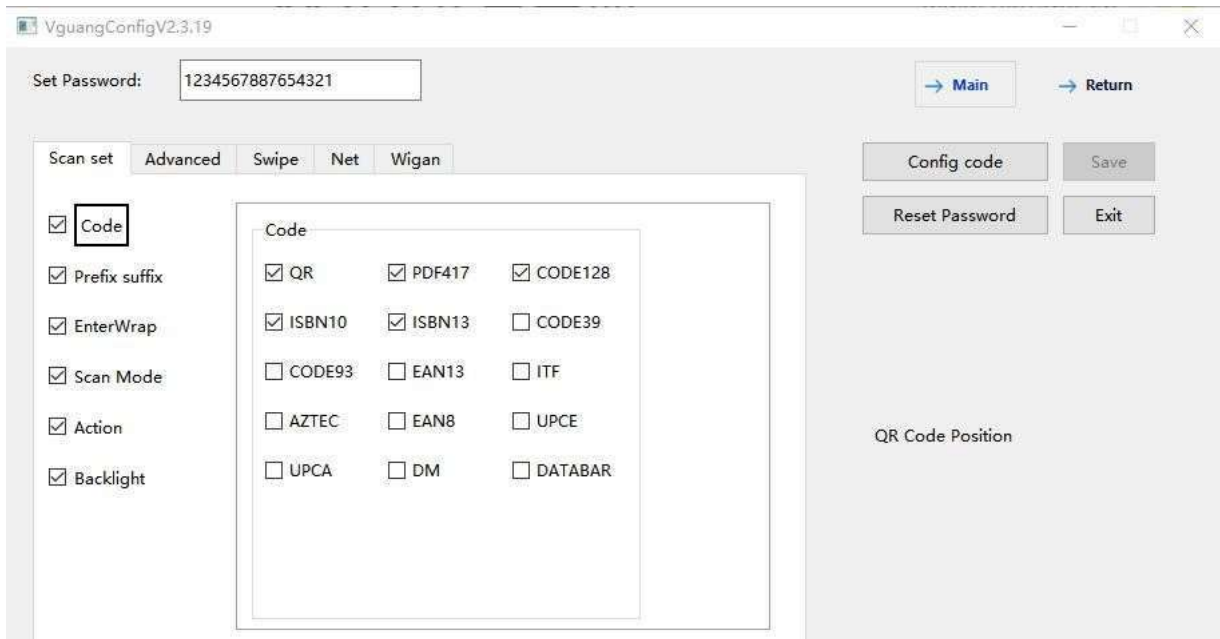 VguangConfigV2.3.19
Set Password: 1234567887654321
→ Main → Return
Scan set Advanced Swipe Net Wigan
Config code Save
Reset Password Exit
Code
Prefix suffix
EnterWrap
Scan Mode
Action
Backlight
Code
QR PDF417 CODE128
ISBN10 ISBN13 CODE39
CODE93 EAN13 ITF
AZTEC EAN8 UPCE
UPCA DM DATABAR
QR Code Position